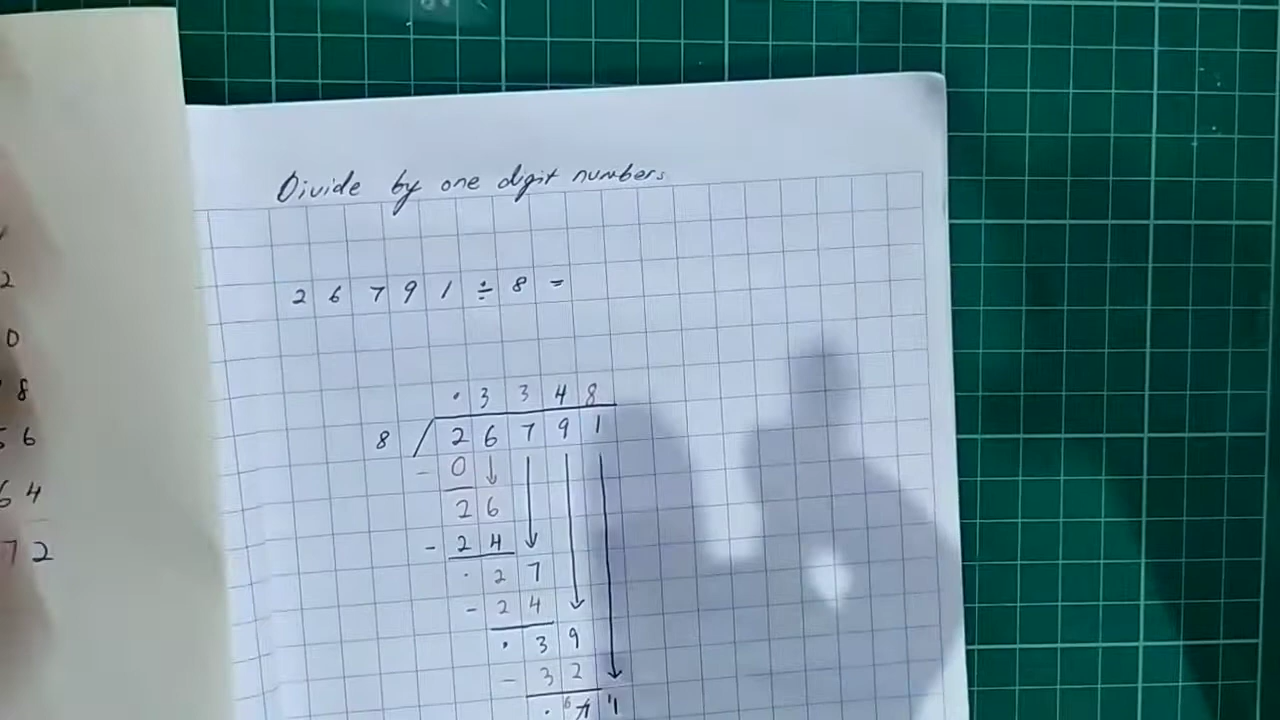 Divide by one digit numbers
2 6 7 9 1 ÷ 8 =
· 3 3 4 8
8 / 2 6 7 9 1
- 0
2 6
- 2 4
· 2 7
- 2 4
· 3 9
- 3 2
2
0
8
5 6
6 4
7 2